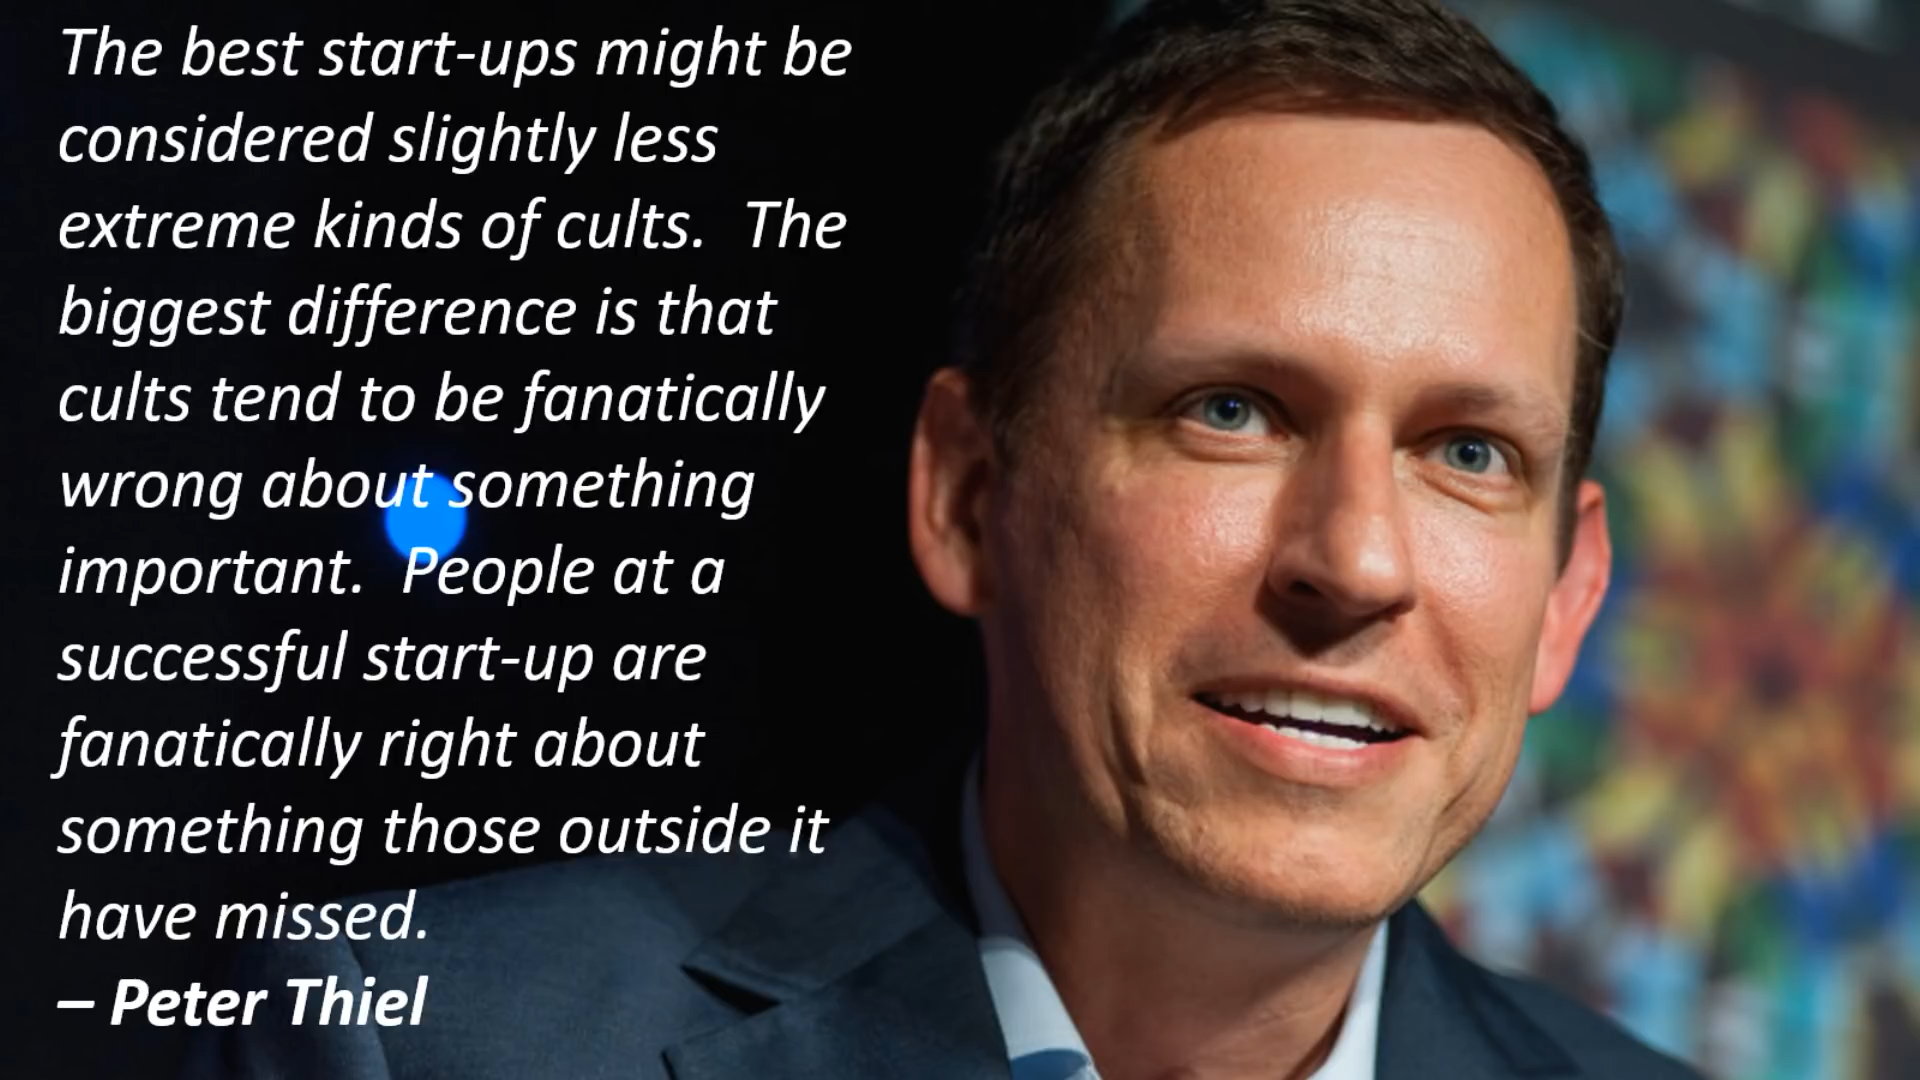 The best start-ups might be
considered slightly less
extreme kinds of cults.  The
biggest difference is that
cults tend to be fanatically
wrong about something
important.  People at a
successful start-up are
fanatically right about
something those outside it
have missed.
– Peter Thiel